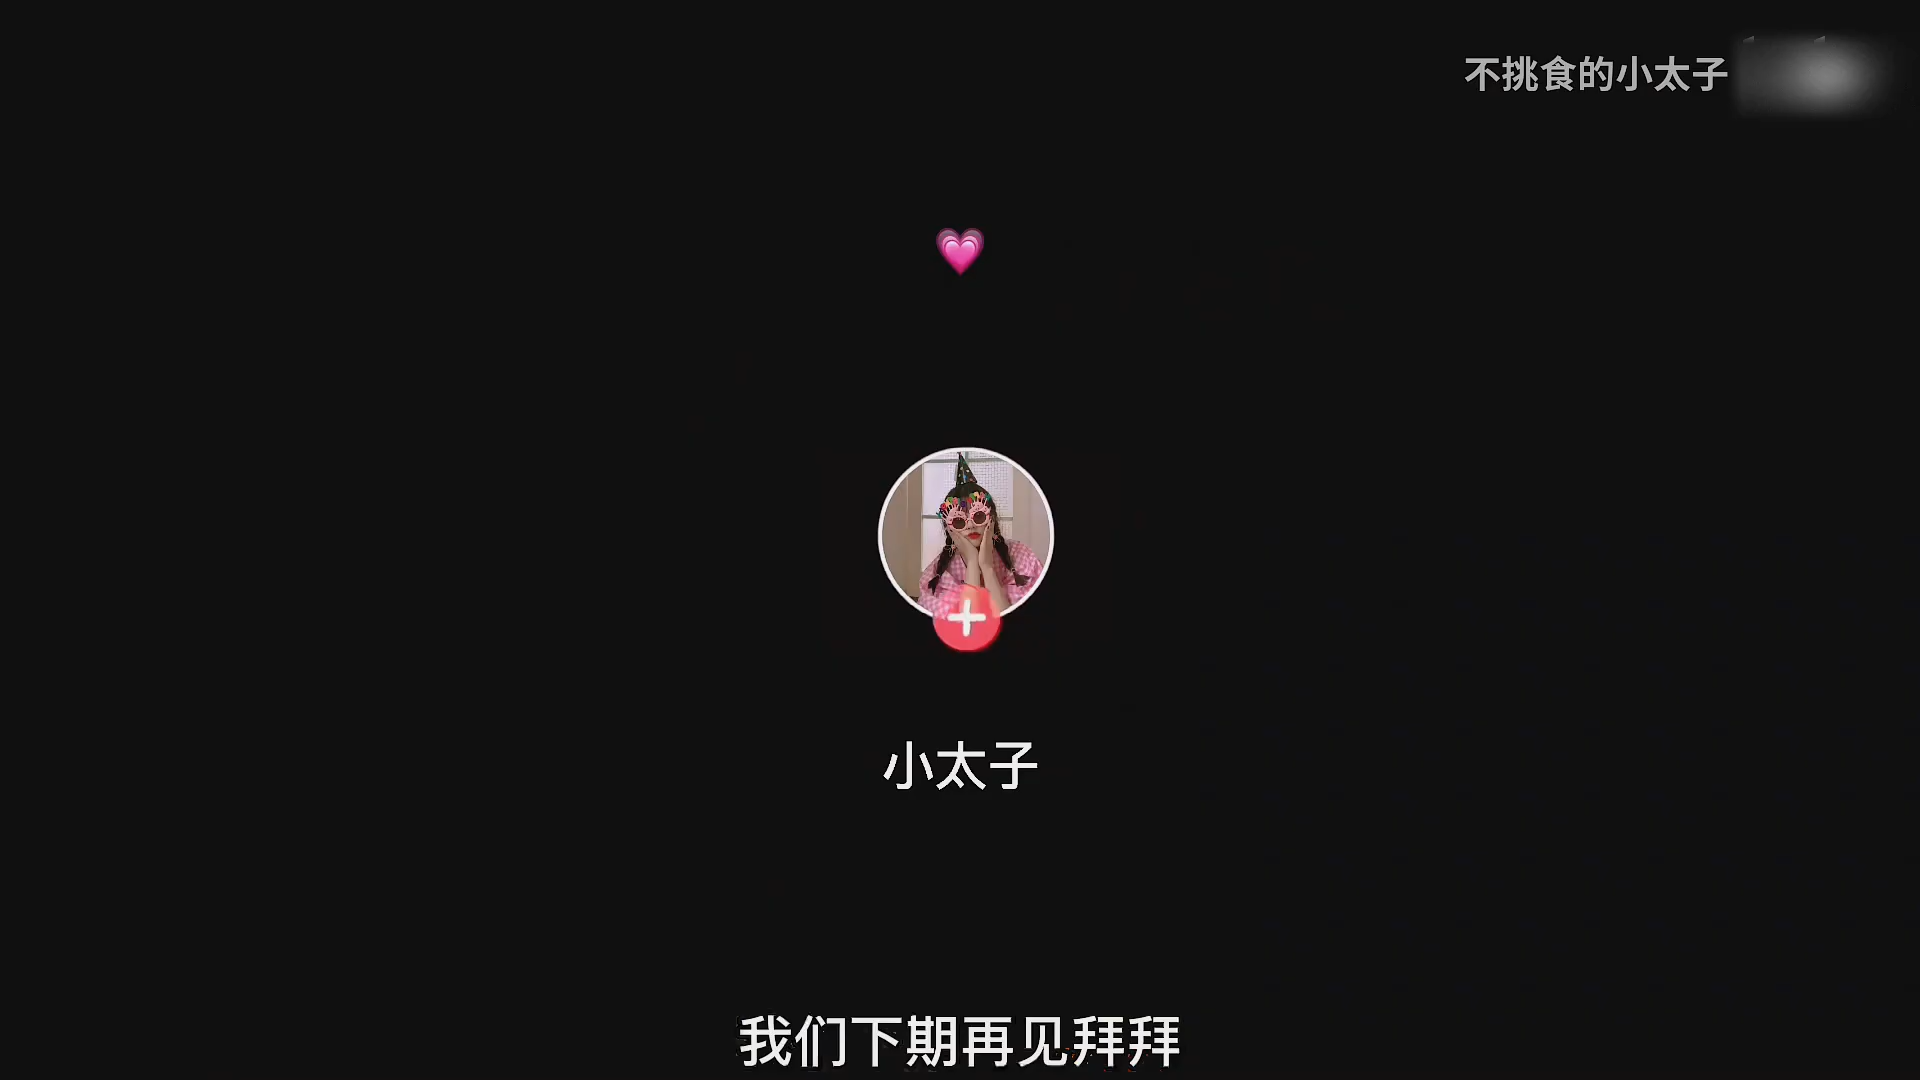 不挑食的小太子
小太子
我们下期再见拜拜